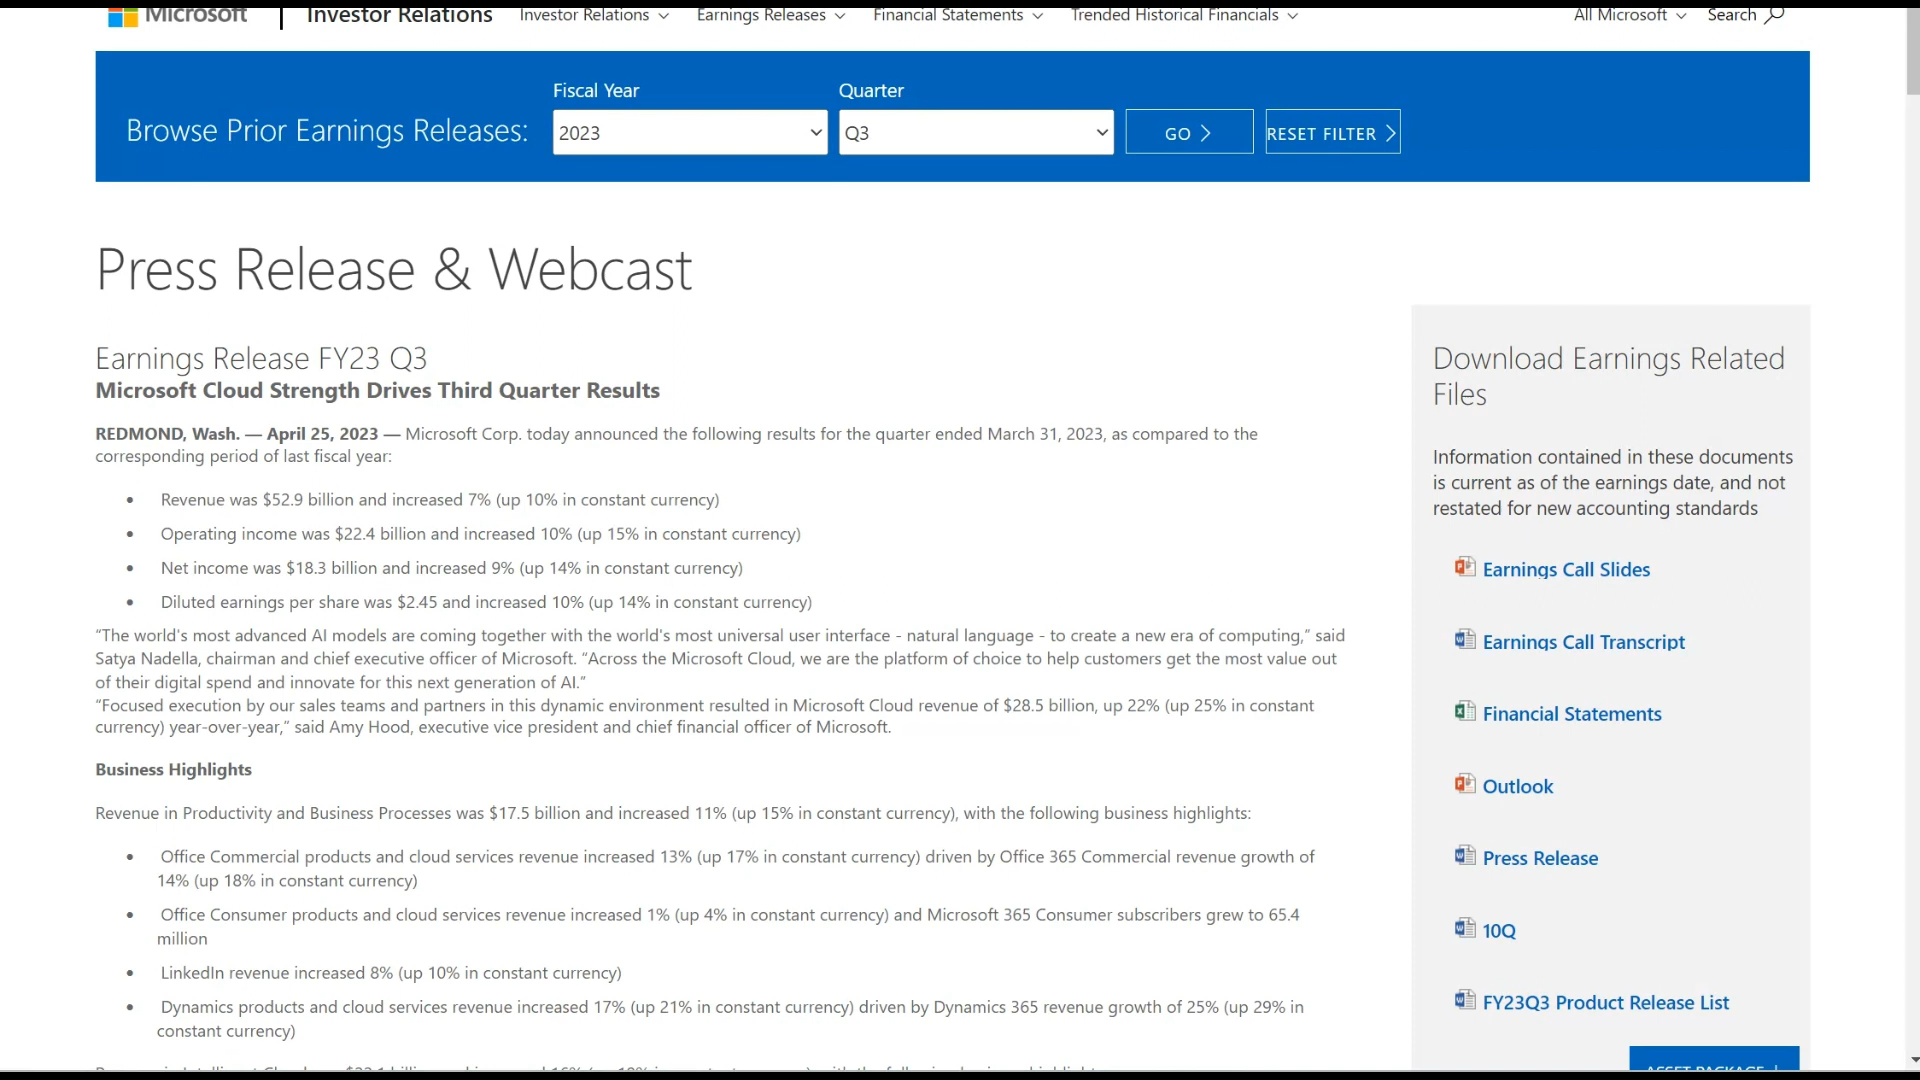 Microsoft
Investor Relations
Investor Relations
Earnings Releases
Financial Statements
Trended Historical Financials
All Microsoft
Search
Fiscal Year
Quarter
Browse Prior Earnings Releases:
2023
Q3
GO
RESET FILTER
Press Release & Webcast
Earnings Release FY23 Q3
Microsoft Cloud Strength Drives Third Quarter Results
REDMOND, Wash. — April 25, 2023 — Microsoft Corp. today announced the following results for the quarter ended March 31, 2023, as compared to the
corresponding period of last fiscal year:
• Revenue was $52.9 billion and increased 7% (up 10% in constant currency)
• Operating income was $22.4 billion and increased 10% (up 15% in constant currency)
• Net income was $18.3 billion and increased 9% (up 14% in constant currency)
• Diluted earnings per share was $2.45 and increased 10% (up 14% in constant currency)
“The world's most advanced AI models are coming together with the world's most universal user interface - natural language - to create a new era of computing,” said
Satya Nadella, chairman and chief executive officer of Microsoft. “Across the Microsoft Cloud, we are the platform of choice to help customers get the most value out
of their digital spend and innovate for this next generation of AI.”
“Focused execution by our sales teams and partners in this dynamic environment resulted in Microsoft Cloud revenue of $28.5 billion, up 22% (up 25% in constant
currency) year-over-year,” said Amy Hood, executive vice president and chief financial officer of Microsoft.
Business Highlights
Revenue in Productivity and Business Processes was $17.5 billion and increased 11% (up 15% in constant currency), with the following business highlights:
• Office Commercial products and cloud services revenue increased 13% (up 17% in constant currency) driven by Office 365 Commercial revenue growth of
14% (up 18% in constant currency)
• Office Consumer products and cloud services revenue increased 1% (up 4% in constant currency) and Microsoft 365 Consumer subscribers grew to 65.4
million
• LinkedIn revenue increased 8% (up 10% in constant currency)
• Dynamics products and cloud services revenue increased 17% (up 21% in constant currency) driven by Dynamics 365 revenue growth of 25% (up 29% in
constant currency)
Download Earnings Related
Files
Information contained in these documents
is current as of the earnings date, and not
restated for new accounting standards
Earnings Call Slides
Earnings Call Transcript
Financial Statements
Outlook
Press Release
10Q
FY23Q3 Product Release List
ASSET PACKAGE